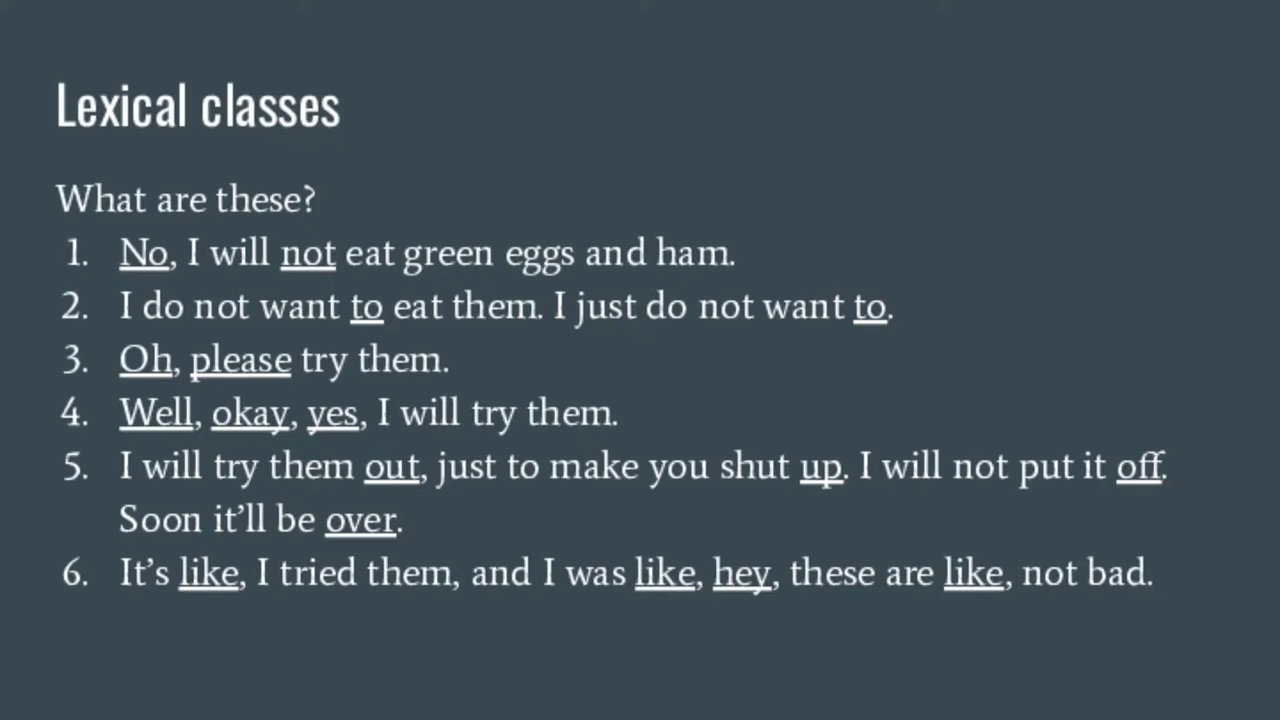 Lexical classes
What are these?
1. No, I will not eat green eggs and ham.
2. I do not want to eat them. I just do not want to.
3. Oh, please try them.
4. Well, okay, yes, I will try them.
5. I will try them out, just to make you shut up. I will not put it off.
Soon it’ll be over.
6. It’s like, I tried them, and I was like, hey, these are like, not bad.